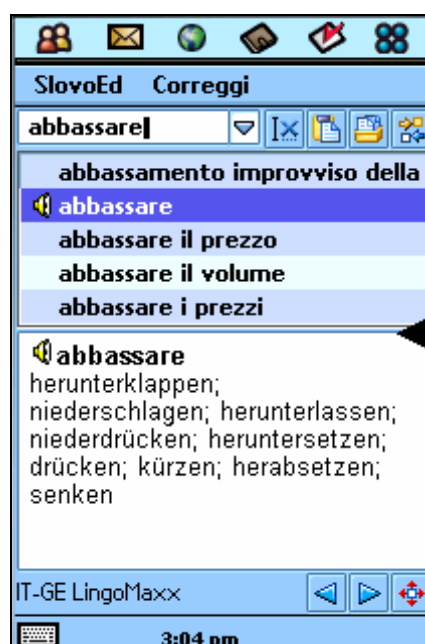 SlovoEd Correggi
abbassare
abbassamento improvviso della
abbassare
abbassare il prezzo
abbassare il volume
abbassare i prezzi
abbassare
herunterklappen;
niederschlagen; herunterlassen;
niederdrücken; heruntersetzen;
drücken; kürzen; herabsetzen;
senken
IT-GE LingoMaxx
3:04 pm